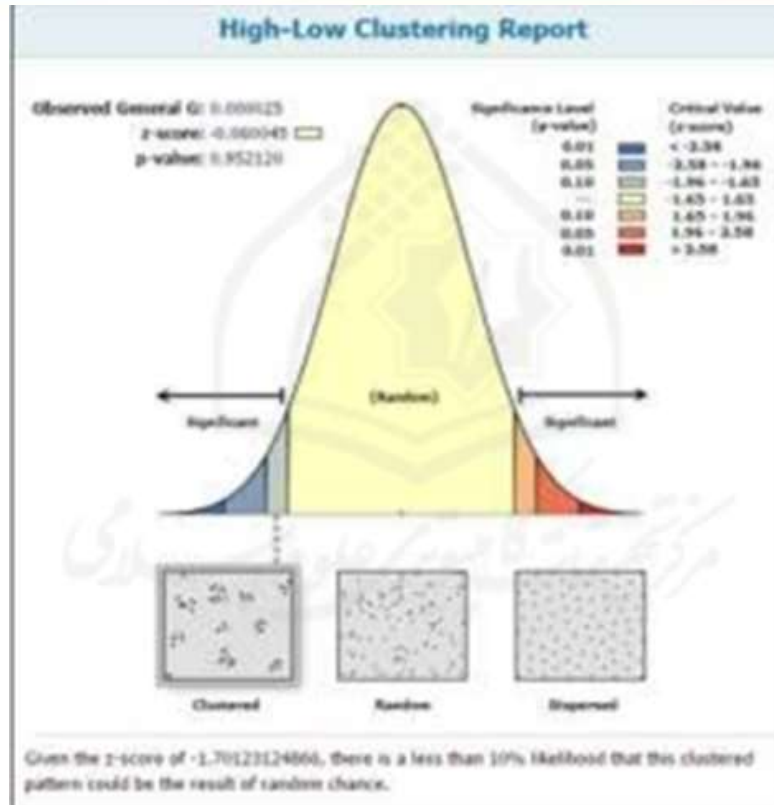 High-Low Clustering Report
Observed General G: 0.000025
z-score: -0.060045
p-value: 0.952120
Significance Level
(p-value)
Critical Value
(z-score)
0.01 < -2.58
0.05 -2.58 - -1.96
0.10 -1.96 - -1.65
--- -1.65 - 1.65
0.10 1.65 - 1.96
0.05 1.96 - 2.58
0.01 > 2.58
Significant
(Random)
Significant
Clustered
Random
Dispersed
Given the z-score of -1.70123124866, there is a less than 10% likelihood that this clustered
pattern could be the result of random chance.